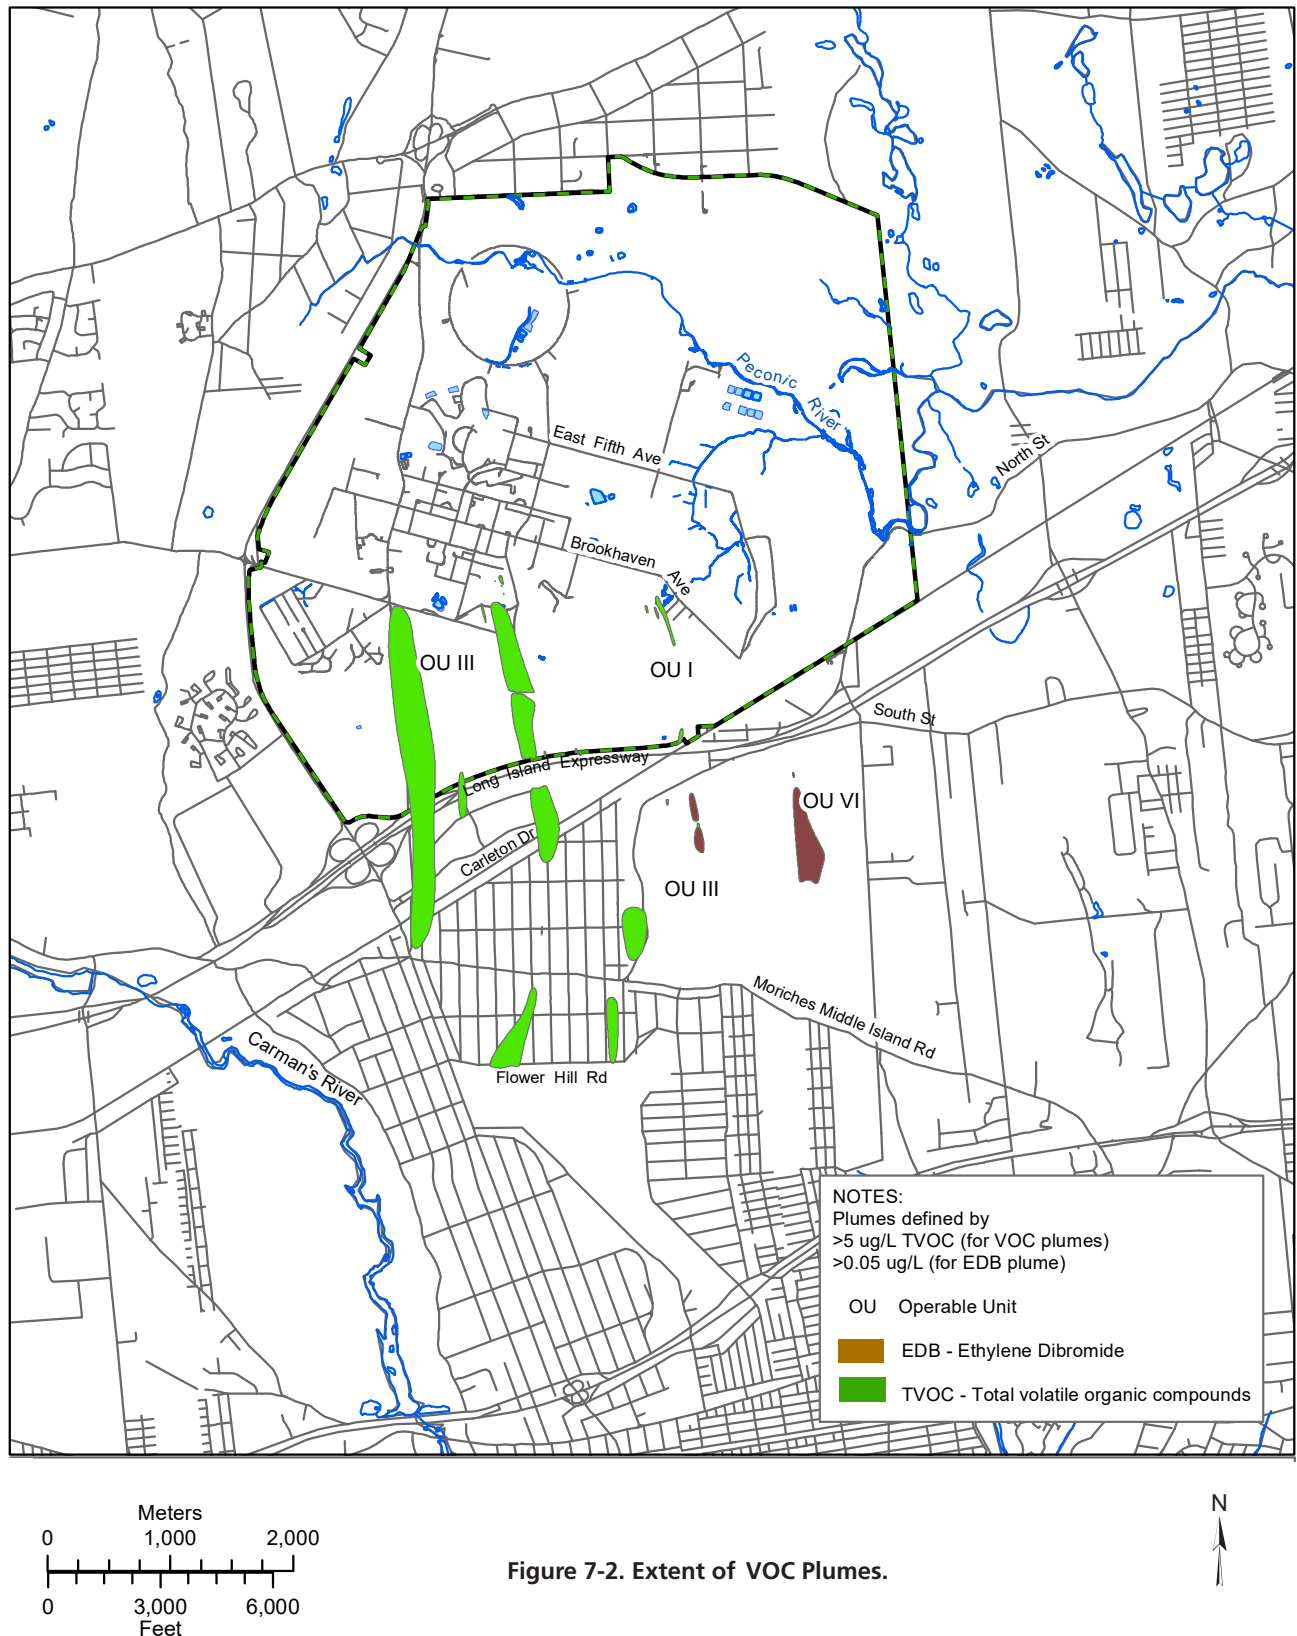 Peconic
River
East Fifth Ave
North St
Brookhaven
Ave
OU III
OU I
South St
Long Island Expressway
OU VI
Carleton Dr
OU III
Moriches Middle Island Rd
Carman's River
Flower Hill Rd
NOTES:
Plumes defined by
>5 ug/L TVOC (for VOC plumes)
>0.05 ug/L (for EDB plume)
OU Operable Unit
EDB - Ethylene Dibromide
TVOC - Total volatile organic compounds
Meters
0 1,000 2,000
0 3,000 6,000
Feet
Figure 7-2. Extent of VOC Plumes.
N